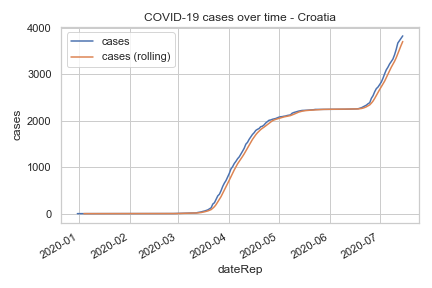 COVID-19 cases over time - Croatia
cases
cases (rolling)
4000
3000
2000
1000
0
cases
2020-01
2020-02
2020-03
2020-04
2020-05
2020-06
2020-07
dateRep